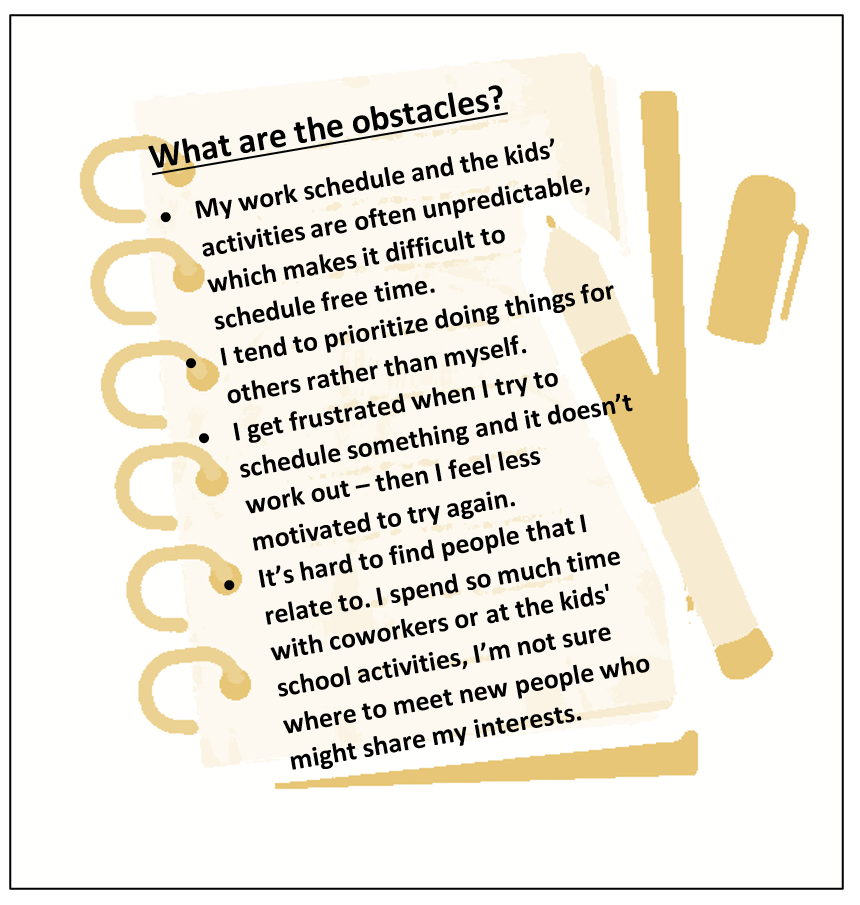 What are the obstacles?
• My work schedule and the kids’
activities are often unpredictable,
which makes it difficult to
schedule free time.
• I tend to prioritize doing things for
others rather than myself.
• I get frustrated when I try to
schedule something and it doesn’t
work out – then I feel less
motivated to try again.
• It’s hard to find people that I
relate to. I spend so much time
with coworkers or at the kids'
school activities, I’m not sure
where to meet new people who
might share my interests.